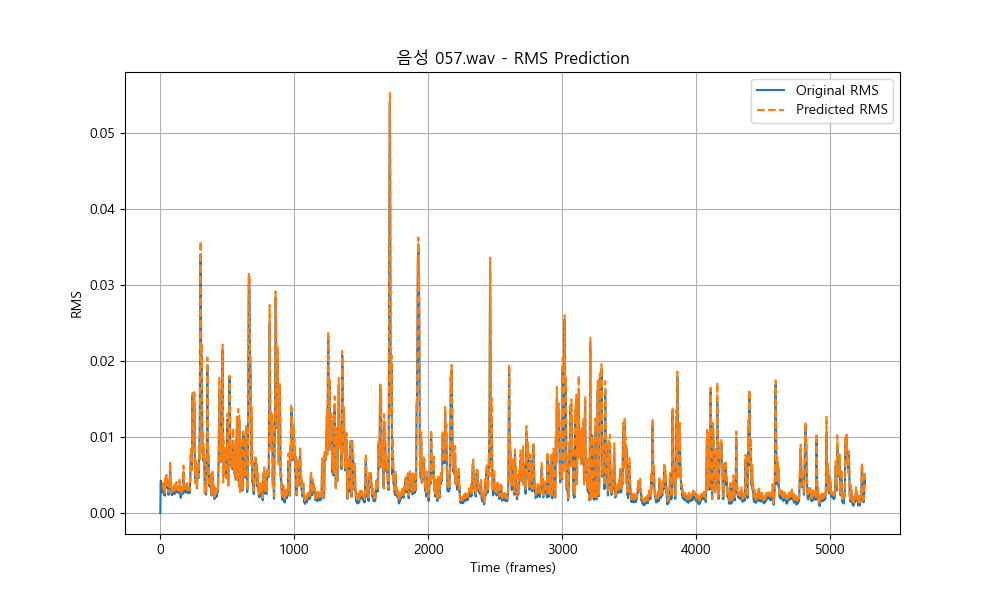 음성 057.wav - RMS Prediction
Original RMS
Predicted RMS
RMS
0.05
0.04
0.03
0.02
0.01
0.00
0 1000 2000 3000 4000 5000
Time (frames)